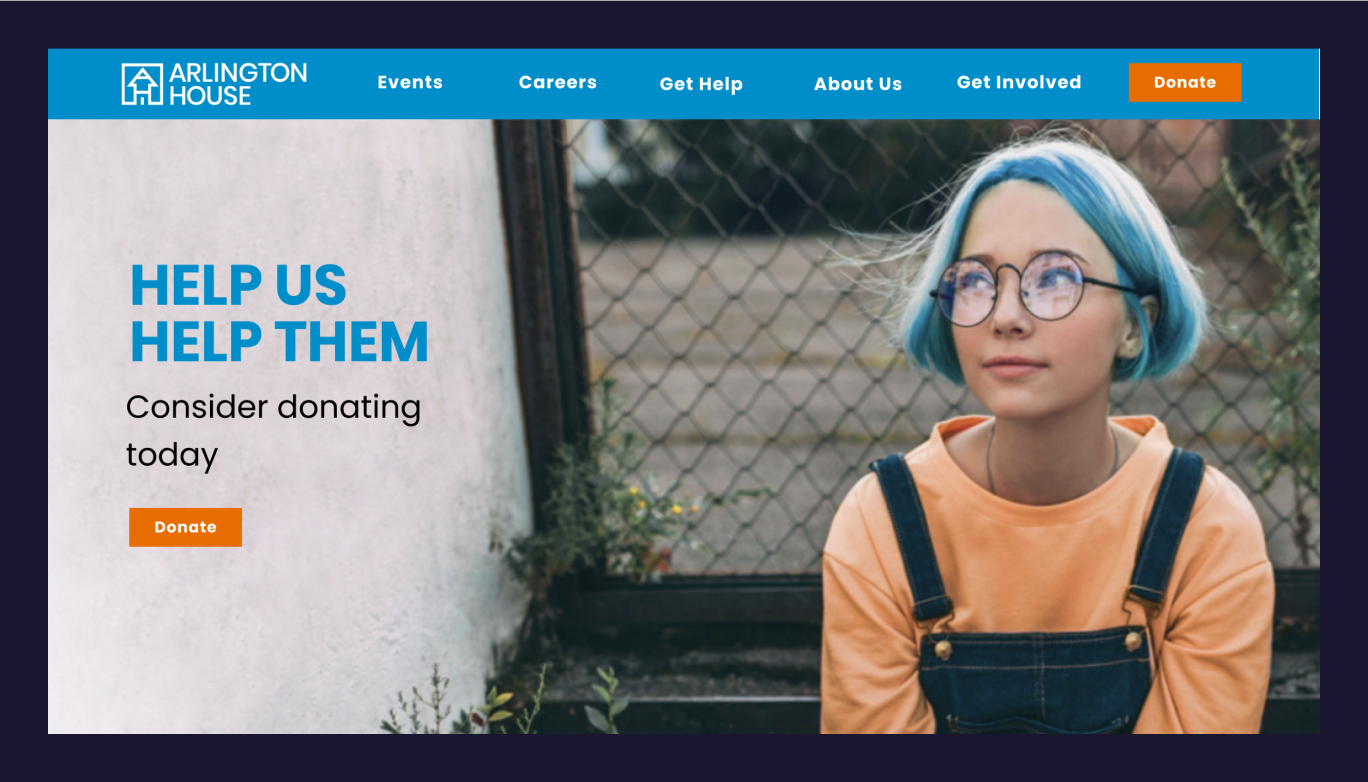 ARLINGTON
HOUSE
Events Careers Get Help About Us Get Involved Donate
HELP US
HELP THEM
Consider donating
today
Donate